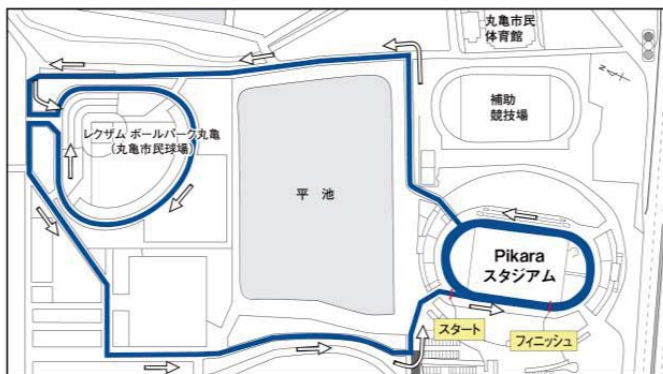 丸亀市民
体育館
補助
競技場
レクザム ボールパーク丸亀
(丸亀市民球場)
平 池
Pikara
スタジアム
スタート
フィニッシュ
N